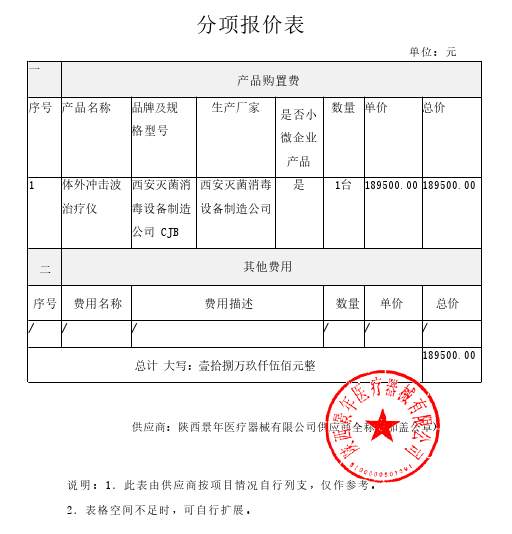 分项报价表
单位: 元
一
产品购置费
序号 产品名称 品牌及规格型号 生产厂家 是否小微企业产品 数量 单价 总价
1 体外冲击波治疗仪 西安灭菌消毒设备制造公司 CJB 西安灭菌消毒设备制造公司 是 1台 189500.00 189500.00
二
其他费用
序号 费用名称 费用描述 数量 单价 总价
/ / / / / /
总计 大写: 壹拾捌万玖仟伍佰元整 189500.00
供应商: 陕西景年医疗器械有限公司供应商全称(加盖公章)
陕西景年医疗器械有限公司
说明: 1. 此表由供应商按项目情况自行列支, 仅作参考。
2. 表格空间不足时, 可自行扩展。